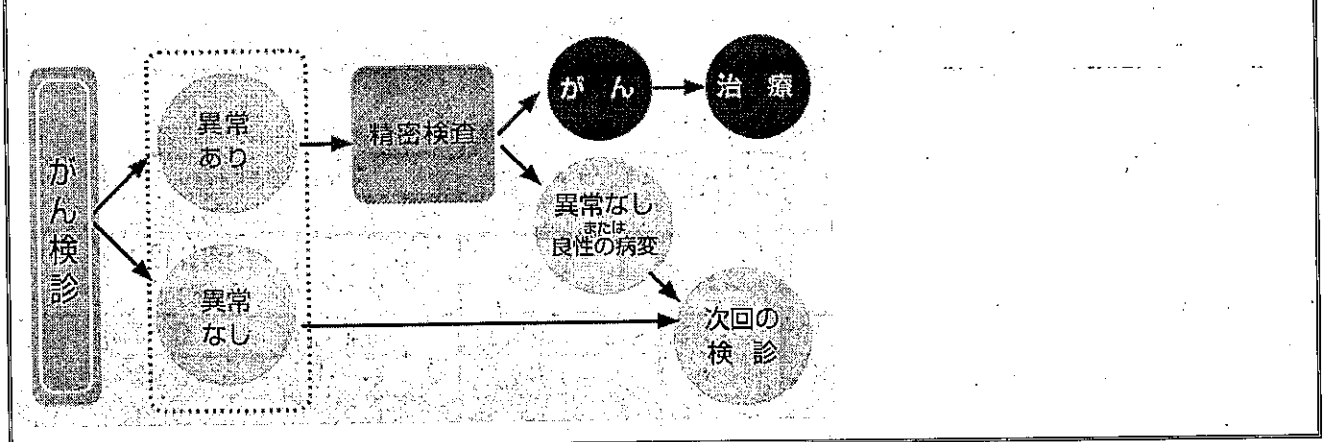 がん検診
異常
あり
異常
なし
精密検査
がん
治療
異常なし
または
良性の病変
次回の
検診